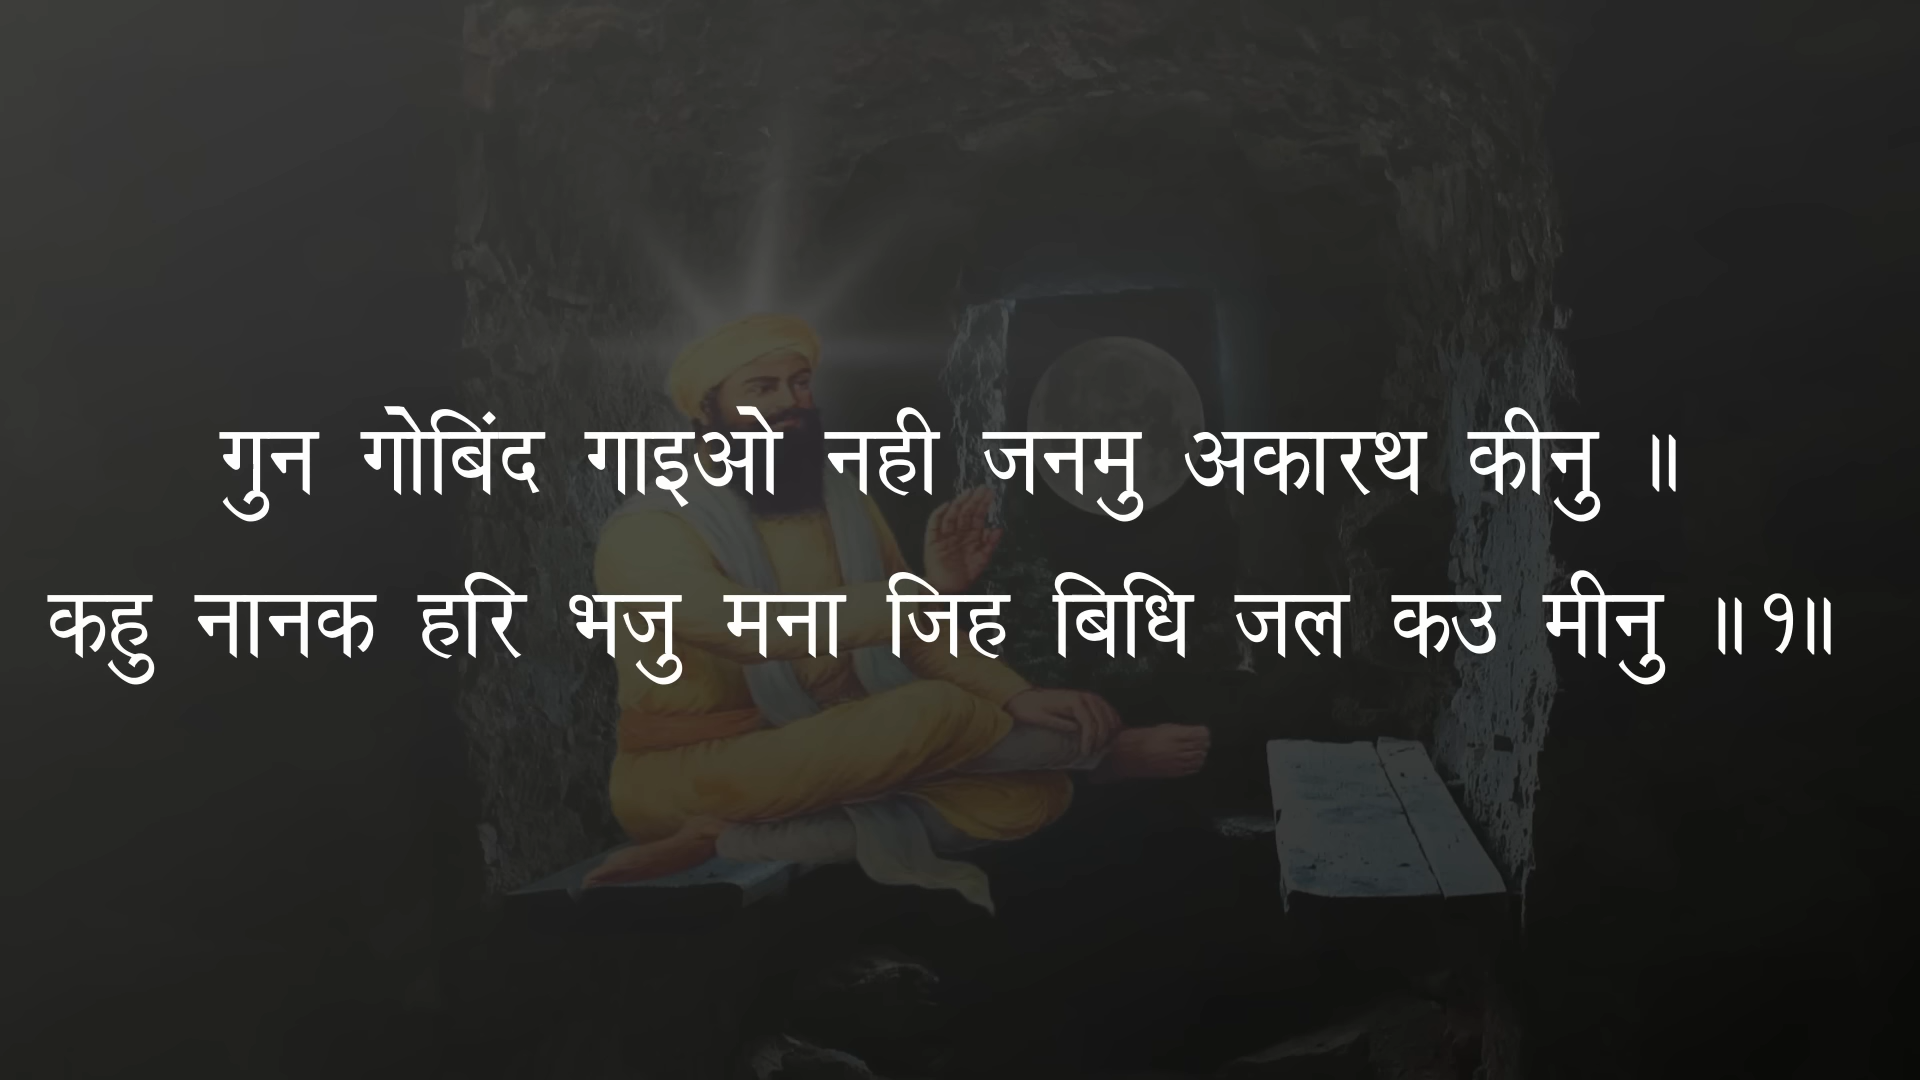 गुन गोबिंद गाइओ नही जनमु अकारथ कीनु ॥
कहु नानक हरि भजु मना जिह बिधि जल कउ मीनु ॥१॥